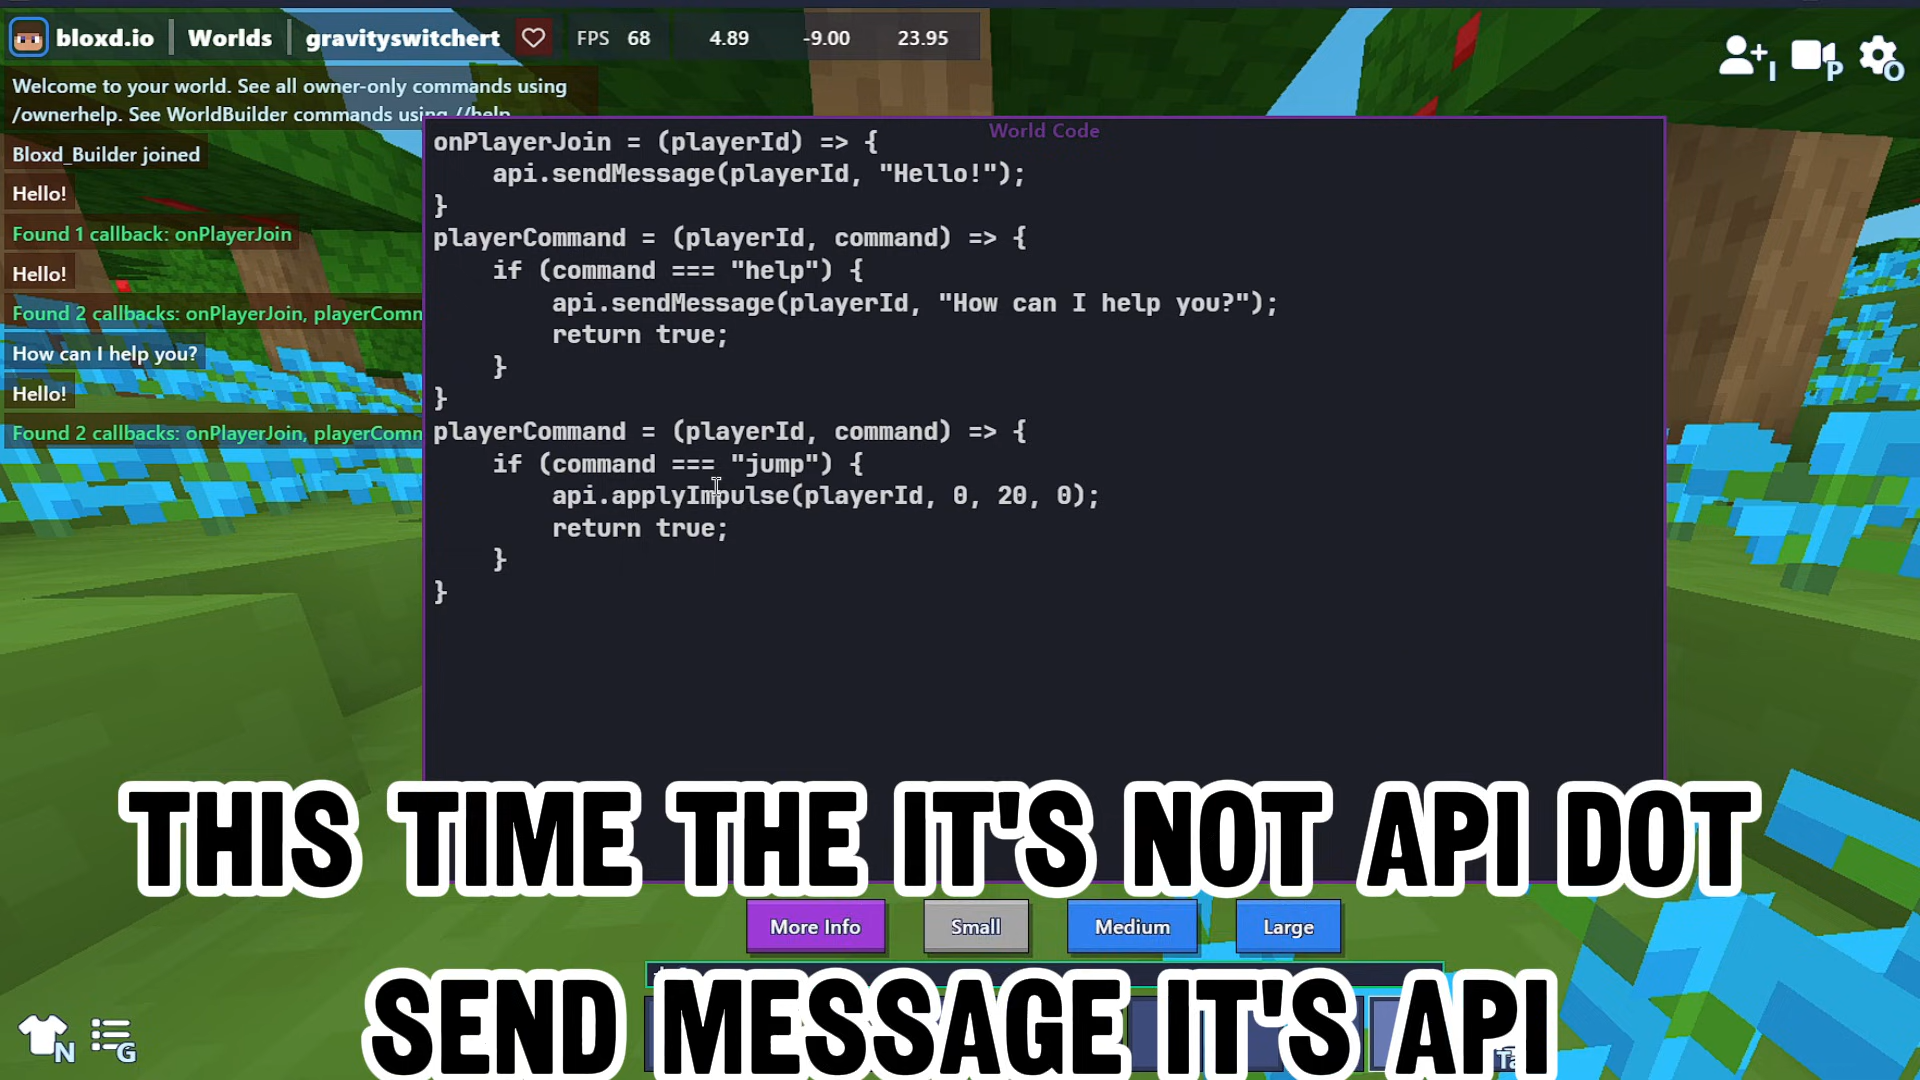 bloxd.io | Worlds | gravityswitchert FPS 68 4.89 -9.00 23.95
I P O
Welcome to your world. See all owner-only commands using
/ownerhelp. See WorldBuilder commands using //help
Bloxd_Builder joined
Hello!
Found 1 callback: onPlayerJoin
Hello!
Found 2 callbacks: onPlayerJoin, playerComm
How can I help you?
Hello!
Found 2 callbacks: onPlayerJoin, playerComm
World Code
onPlayerJoin = (playerId) => {
    api.sendMessage(playerId, "Hello!");
}
playerCommand = (playerId, command) => {
    if (command === "help") {
        api.sendMessage(playerId, "How can I help you?");
        return true;
    }
}
playerCommand = (playerId, command) => {
    if (command === "jump") {
        api.applyImpulse(playerId, 0, 20, 0);
        return true;
    }
}
THIS TIME THE IT'S NOT API DOT
More Info Small Medium Large
SEND MESSAGE IT'S API
N G